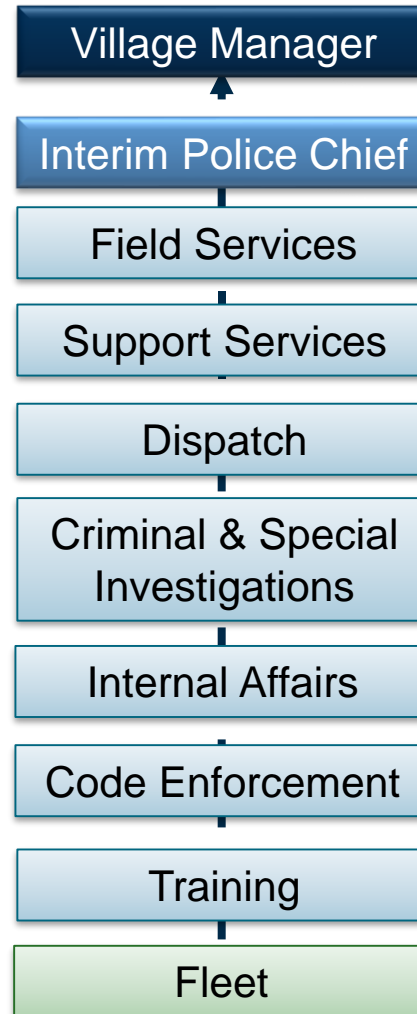 Village Manager
Interim Police Chief
Field Services
Support Services
Dispatch
Criminal & Special
Investigations
Internal Affairs
Code Enforcement
Training
Fleet